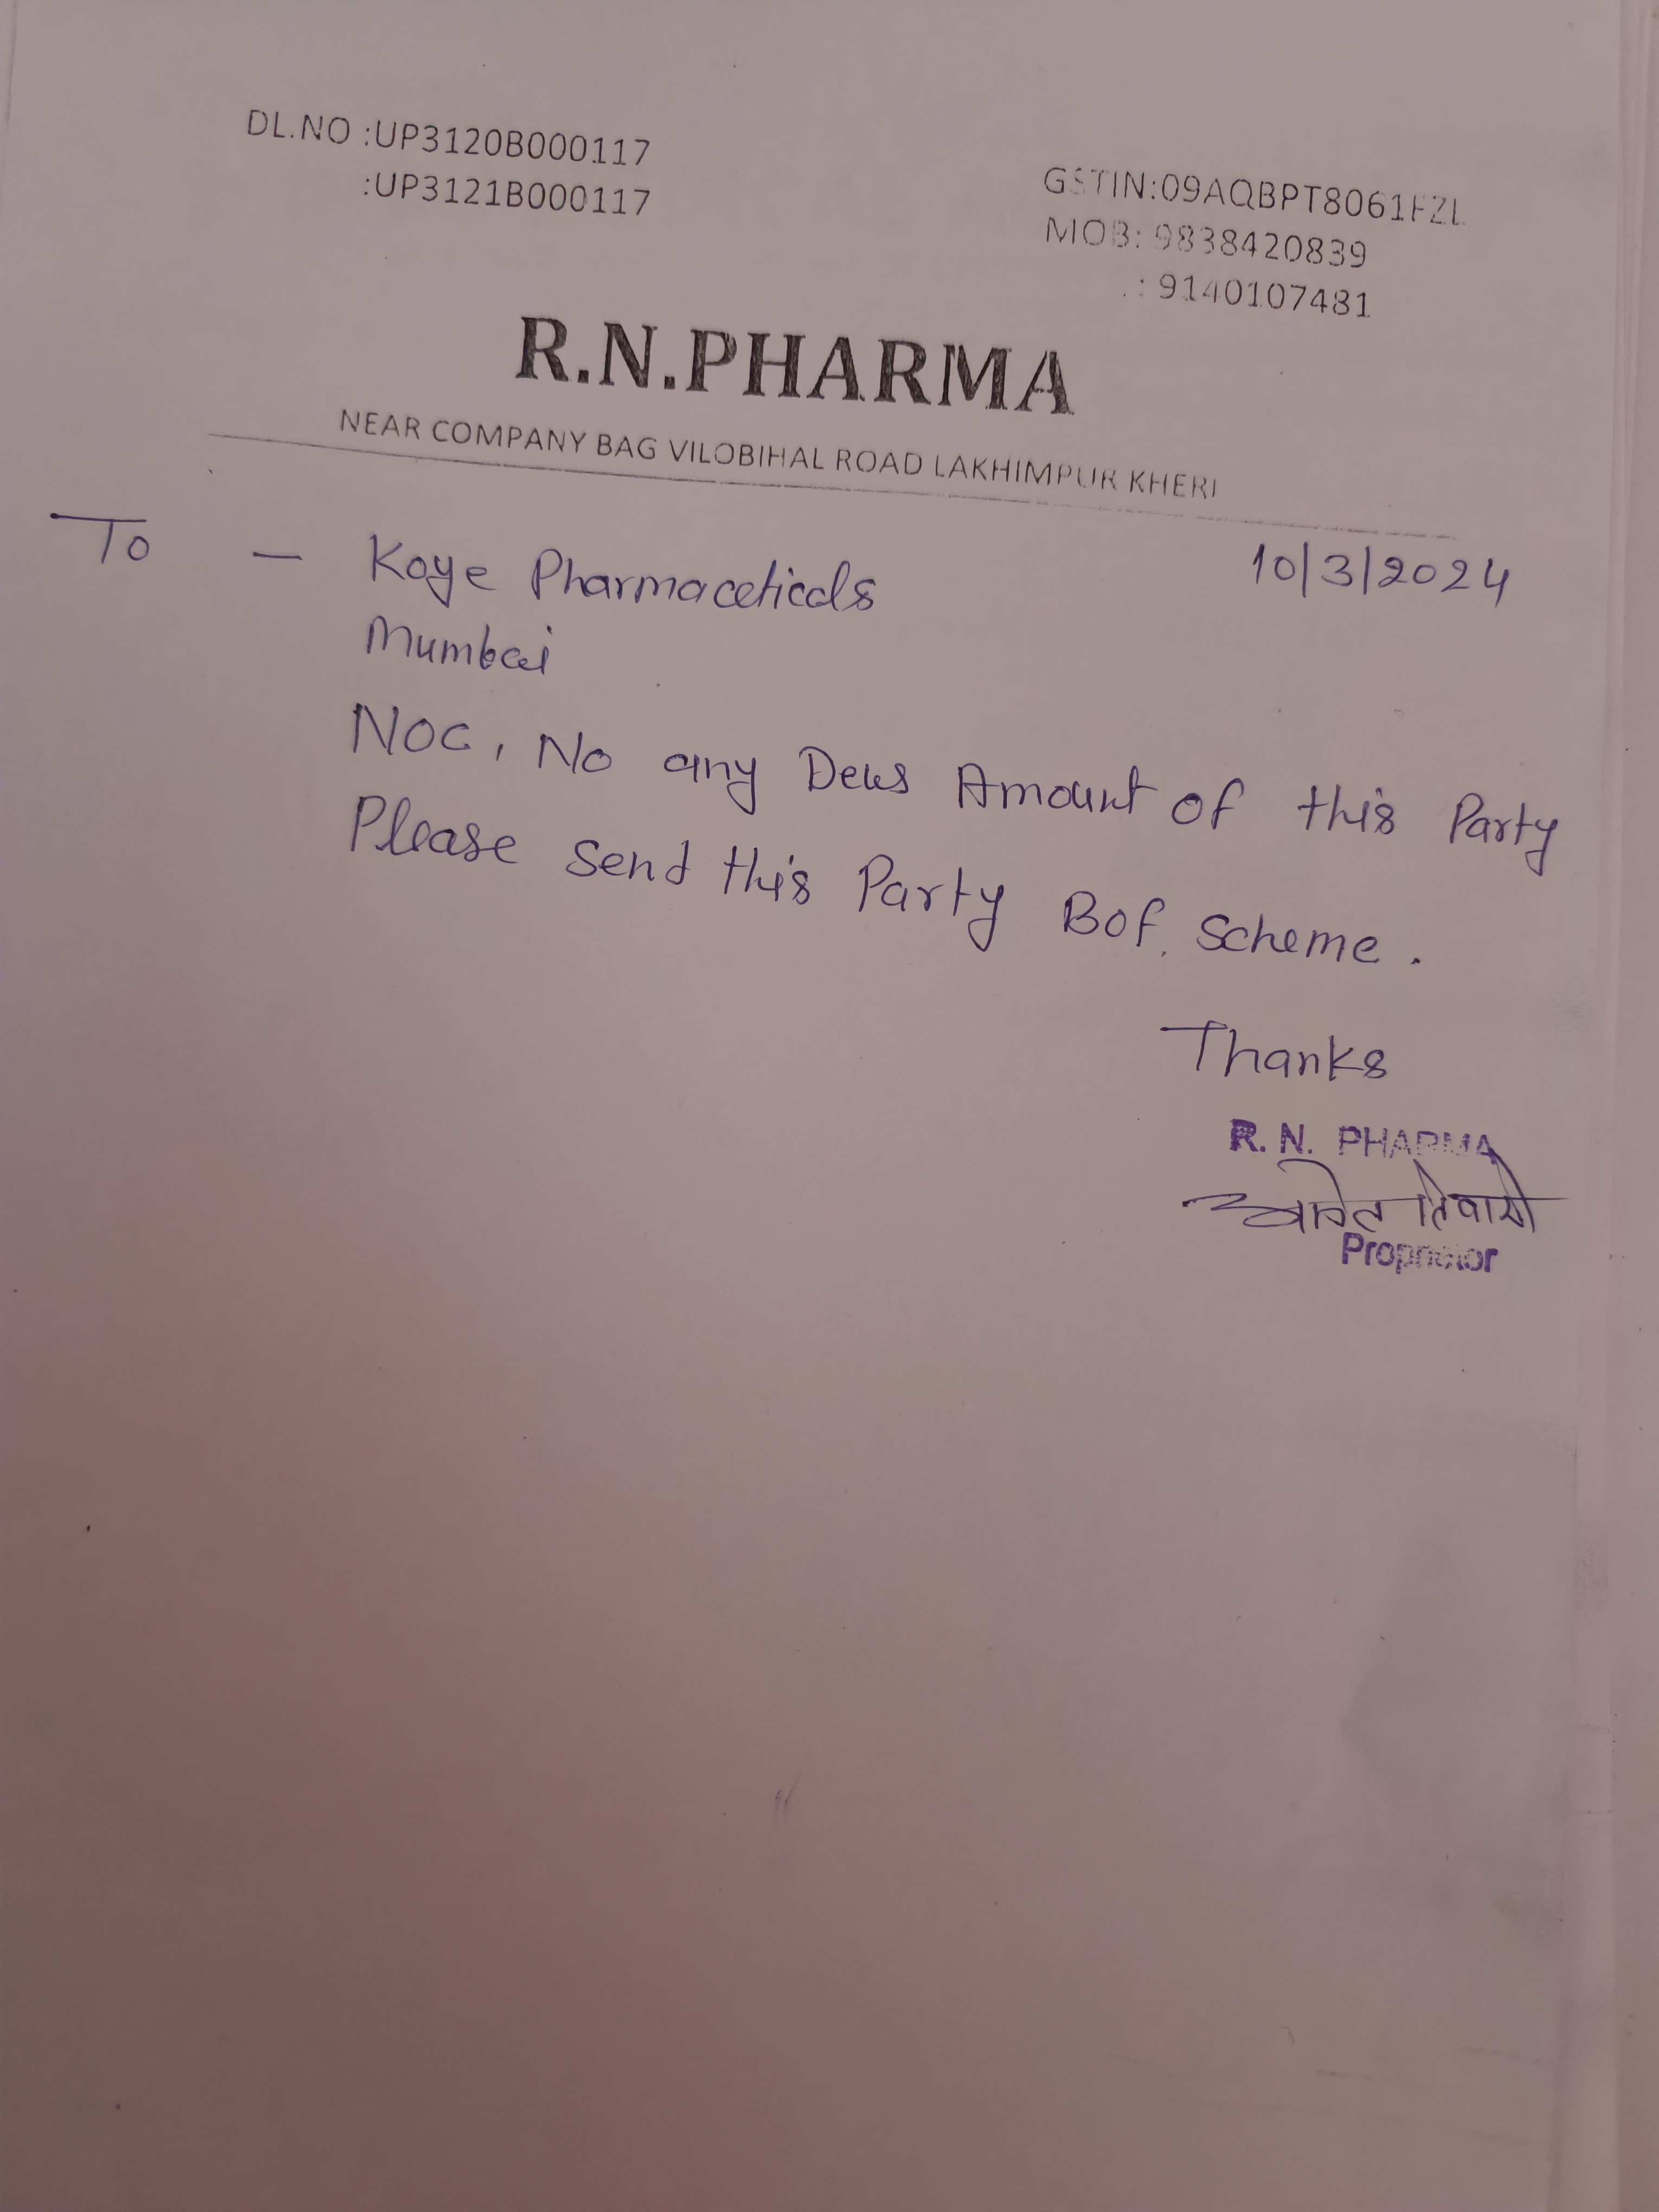 DL.NO :UP3120B000117
:UP3121B000117
GSTIN:09AQBPT8061FZL
MOB: 9838420839
.: 9140107481
R.N.PHARMA
NEAR COMPANY BAG VILOBIHAL ROAD LAKHIMPUR KHERI
To - Koye Pharmaceticals
10/3/2024
Mumbai
NOC, No any Deus Amount of this Party
Please send this Party Bof. Scheme.
Thanks
R. N. PHARMA
तिवारी
Proprietor